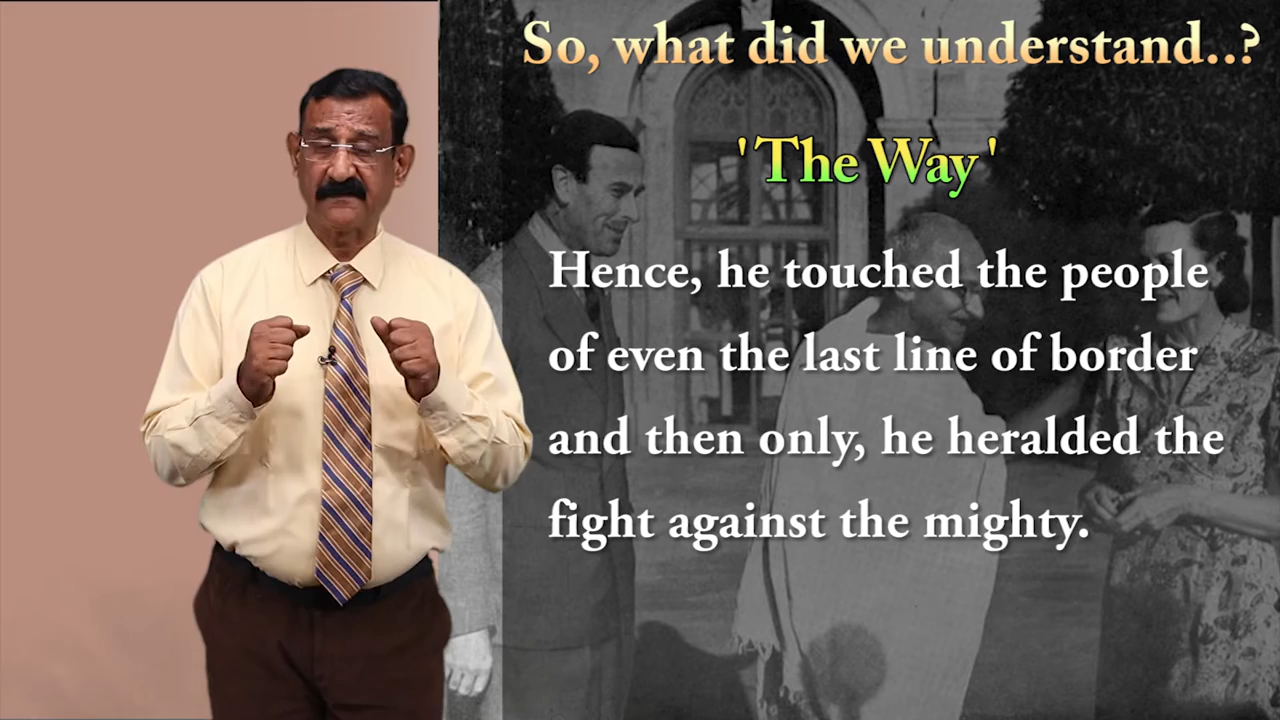 So, what did we understand..?
'The Way'
Hence, he touched the people
of even the last line of border
and then only, he heralded the
fight against the mighty.